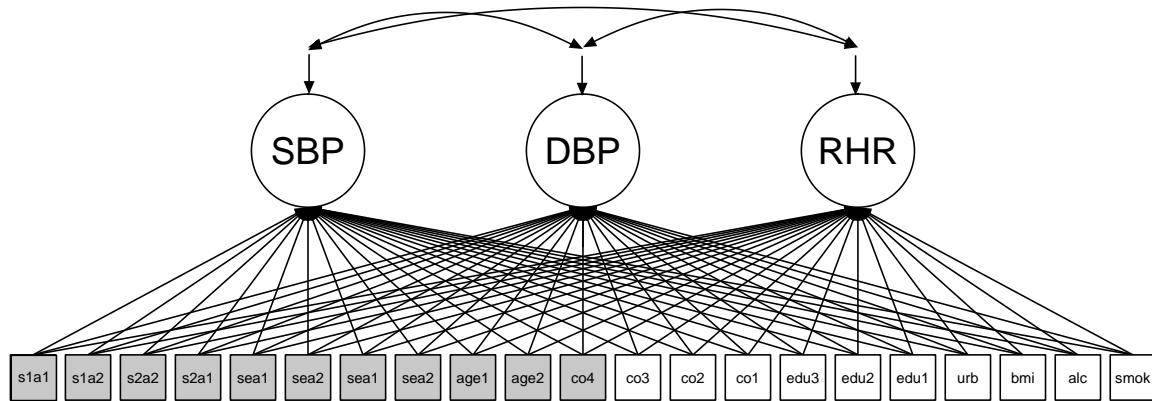 SBP DBP RHR
s1a1 s1a2 s2a2 s2a1 sea1 sea2 sea1 sea2 age1 age2 co4 co3 co2 co1 edu3 edu2 edu1 urb bmi alc smok